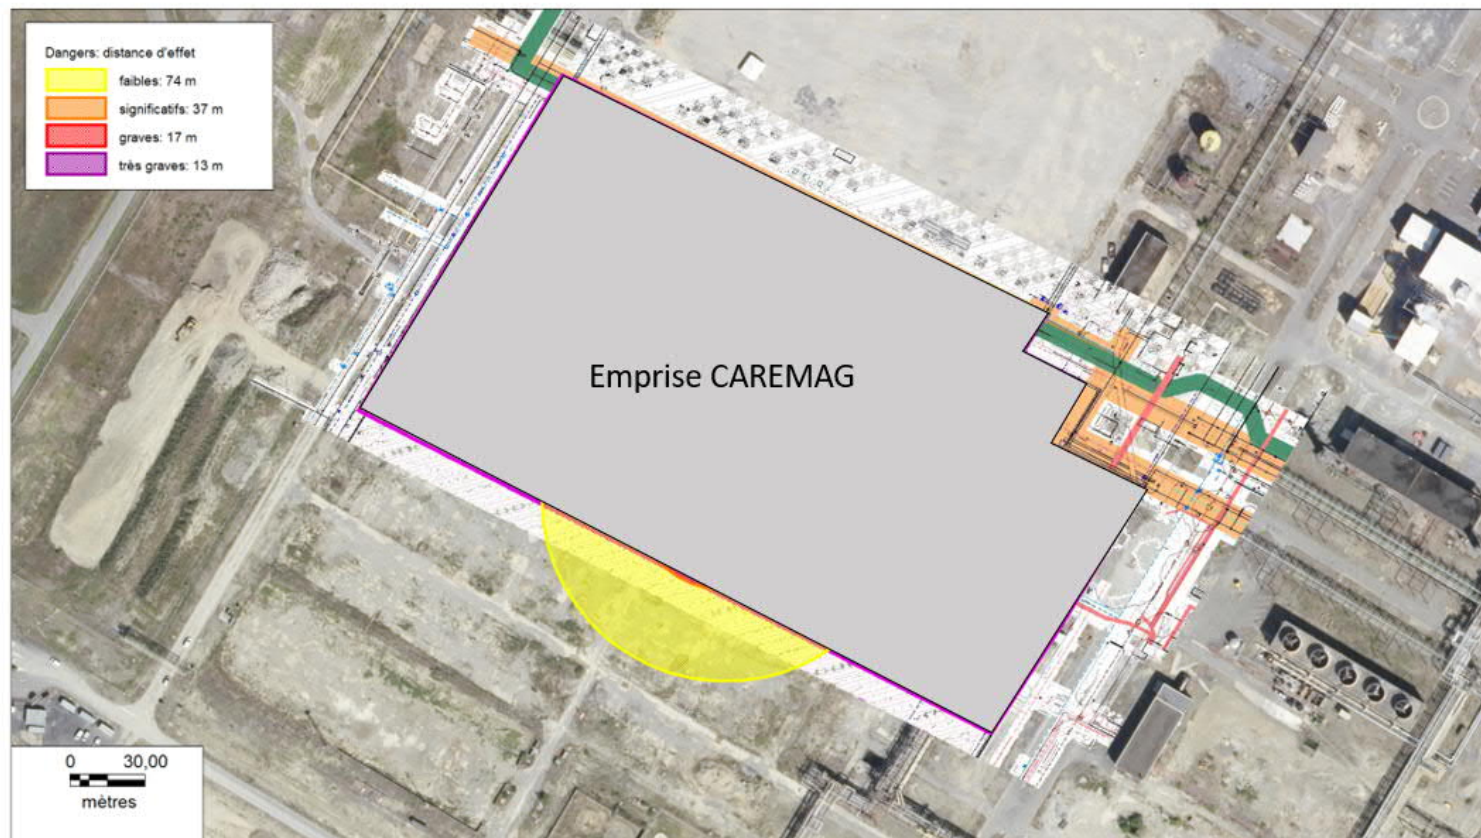 Dangers: distance d'effet
faibles: 74 m
significatifs: 37 m
graves: 17 m
très graves: 13 m
Emprise CAREMAG
0 30,00
mètres